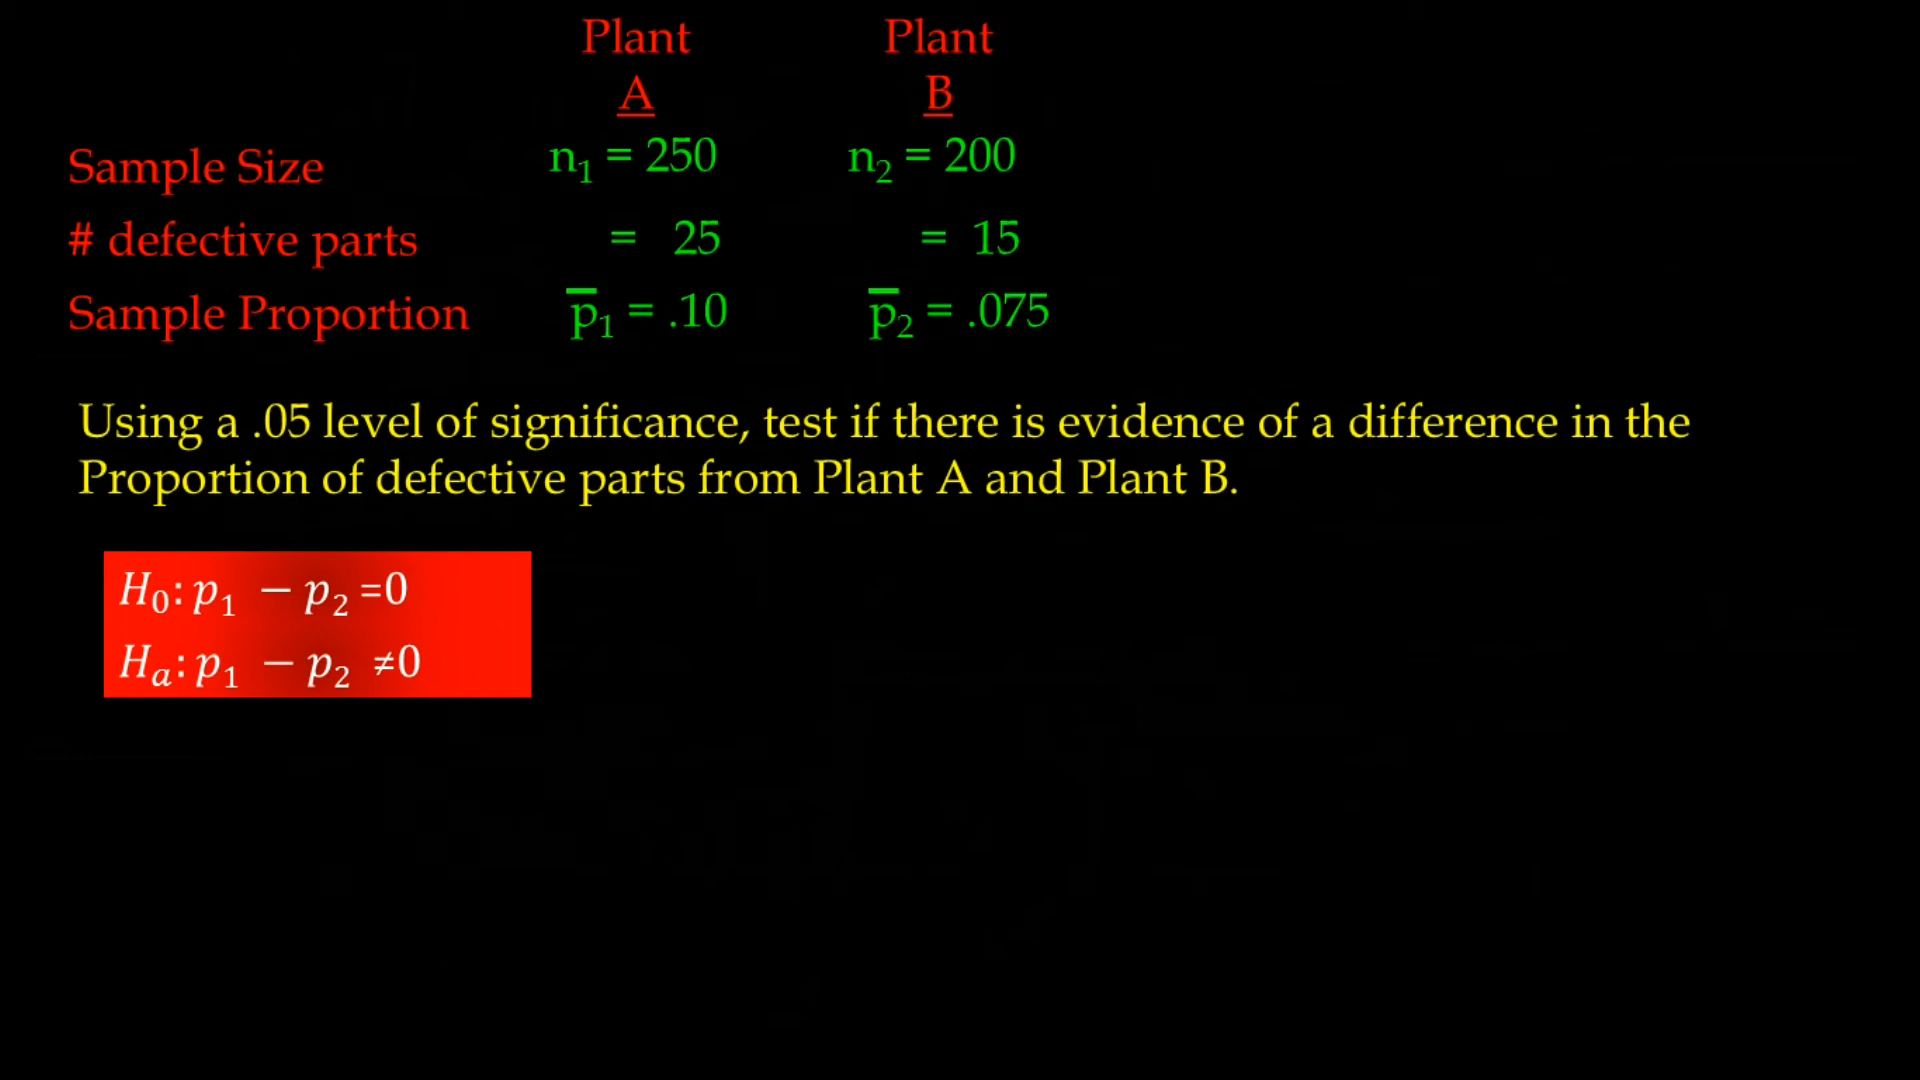 Plant Plant
A B
Sample Size n₁ = 250 n₂ = 200
# defective parts = 25 = 15
Sample Proportion p̅₁ = .10 p̅₂ = .075
Using a .05 level of significance, test if there is evidence of a difference in the
Proportion of defective parts from Plant A and Plant B.
H₀: p₁ − p₂ =0
Hₐ: p₁ − p₂ ≠0